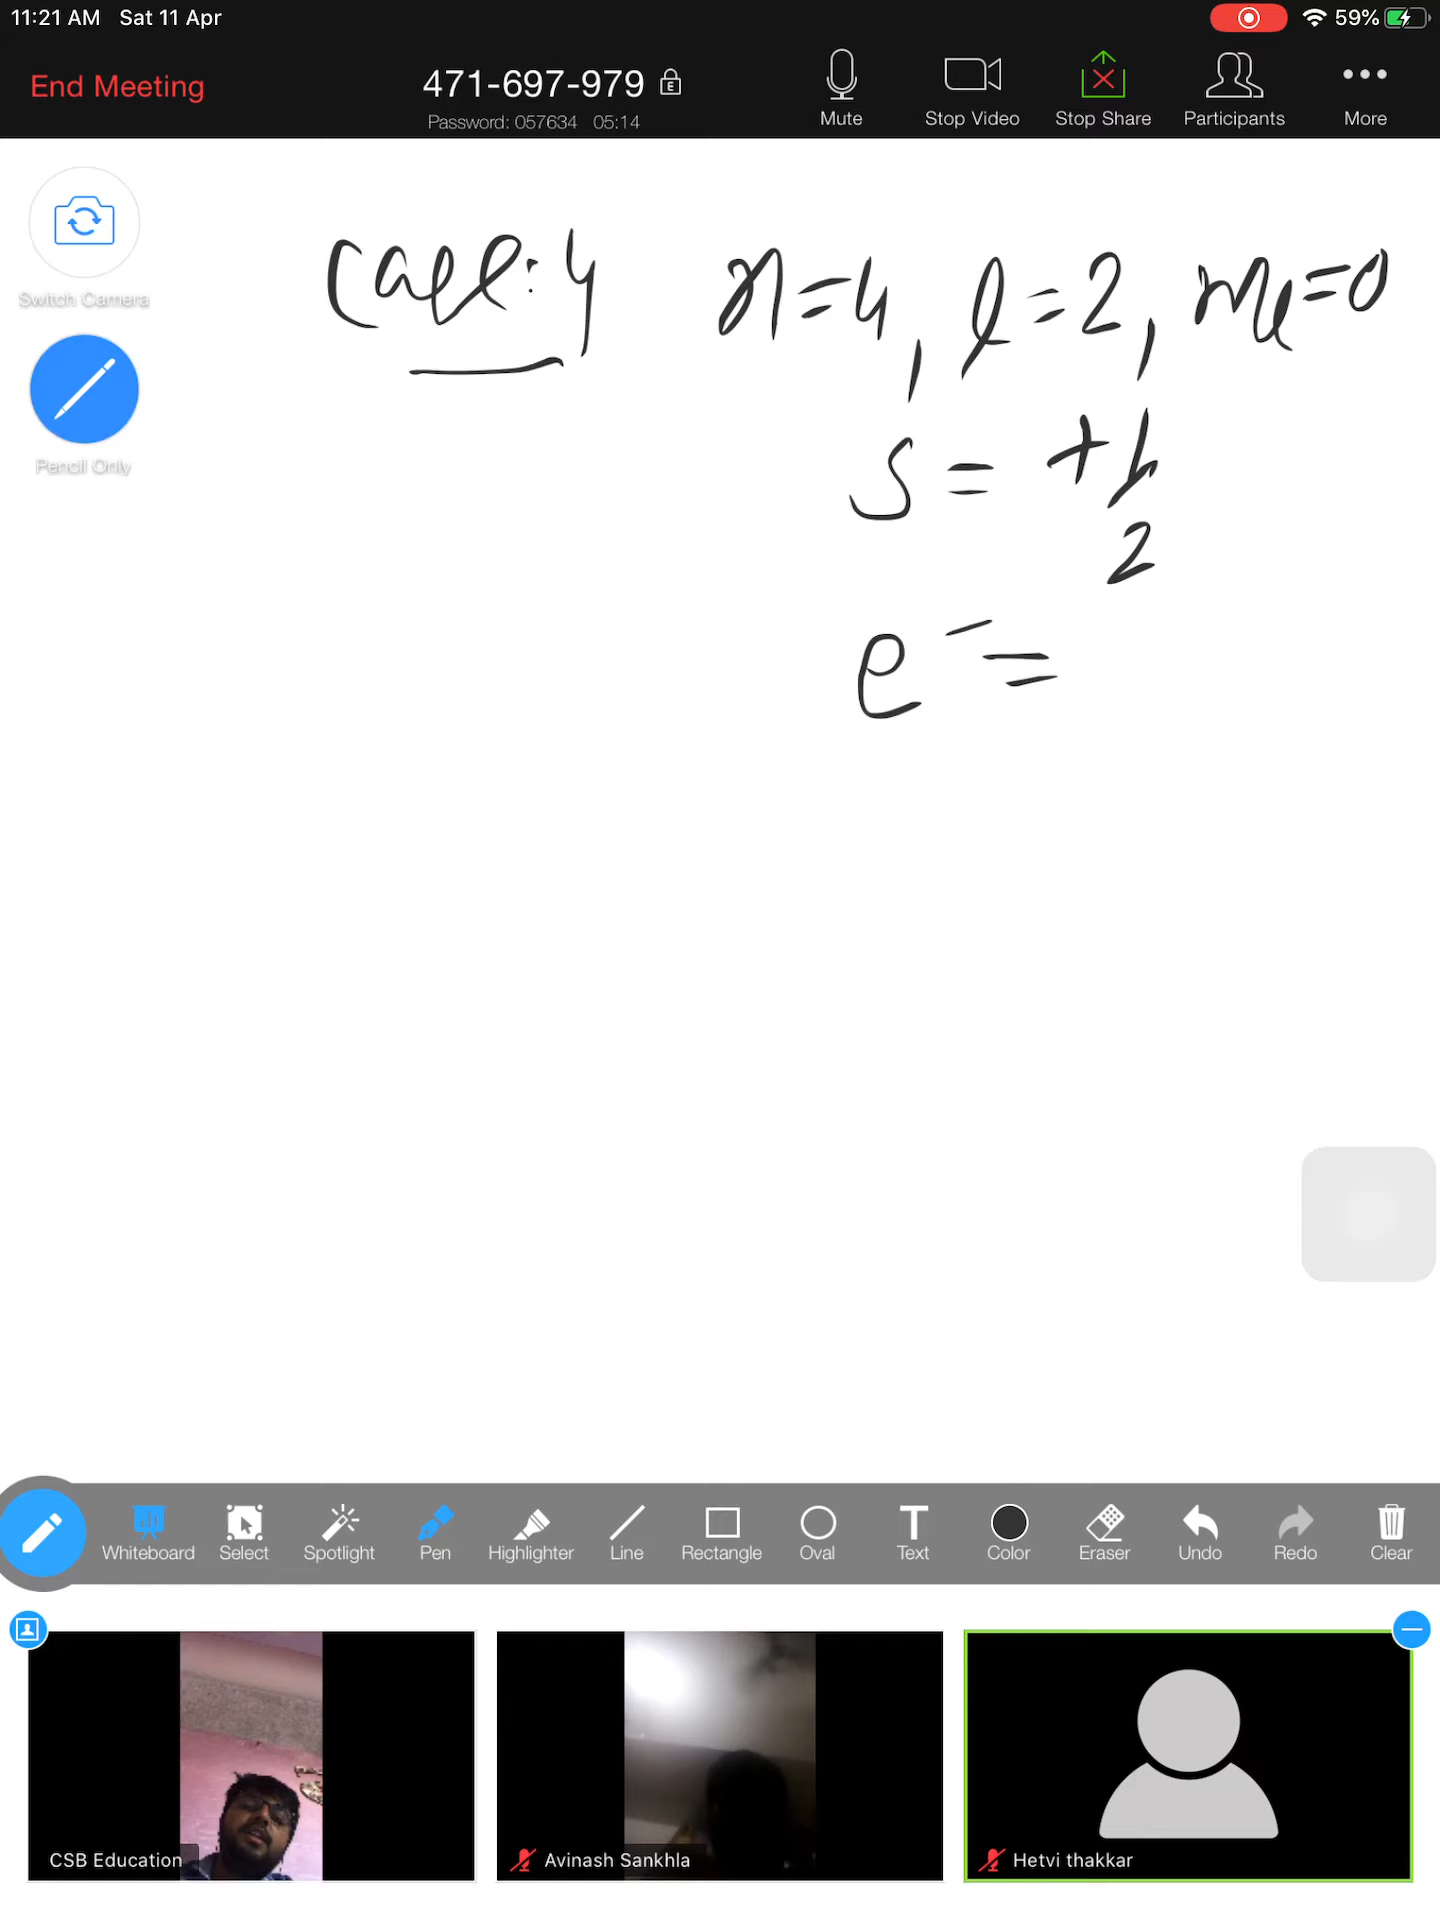 11:21 AM Sat 11 Apr
59%
End Meeting
471-697-979
Password: 057634 05:14
Mute
Stop Video
Stop Share
Participants
More
Switch Camera
Pencil Only
Case: 4 n=4, l=2, ml=0
s = +1/2
e⁻ =
Whiteboard
Select
Spotlight
Pen
Highlighter
Line
Rectangle
Oval
Text
Color
Eraser
Undo
Redo
Clear
CSB Education
Avinash Sankhla
Hetvi thakkar